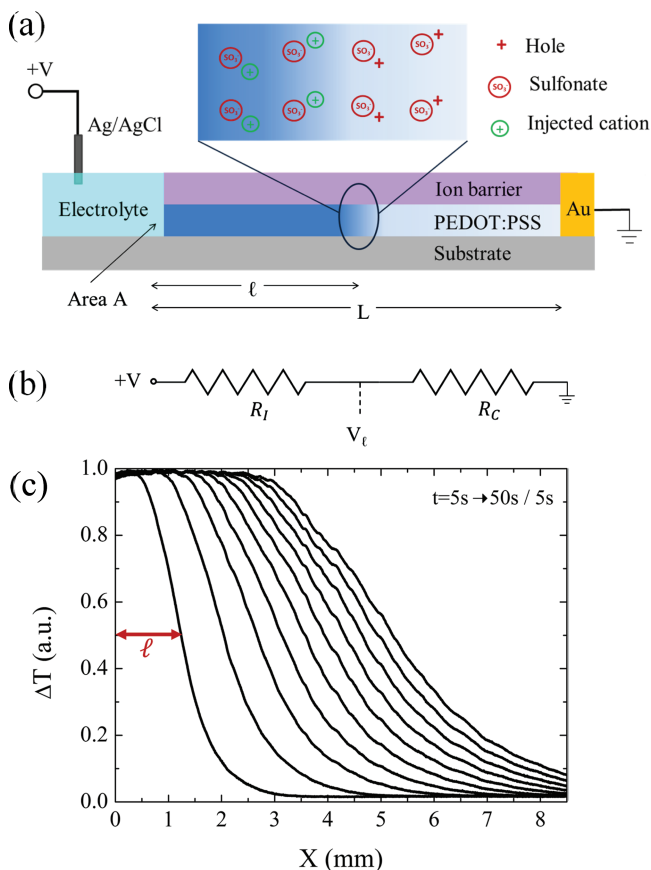 (a)
+V
Ag/AgCl
SO₃⁻ + SO₃⁻ + SO₃⁻ + SO₃⁻ +
SO₃⁻ + SO₃⁻ + SO₃⁻ + SO₃⁻ +
+ Hole
SO₃⁻ Sulfonate
+ Injected cation
Electrolyte
Ion barrier
PEDOT:PSS
Au
Substrate
Area A
ℓ
L
(b)
+V
R_I
R_C
V_ℓ
(c)
t=5s →50s / 5s
ℓ
ΔT (a.u.)
1.0
0.8
0.6
0.4
0.2
0.0
0 1 2 3 4 5 6 7 8
X (mm)